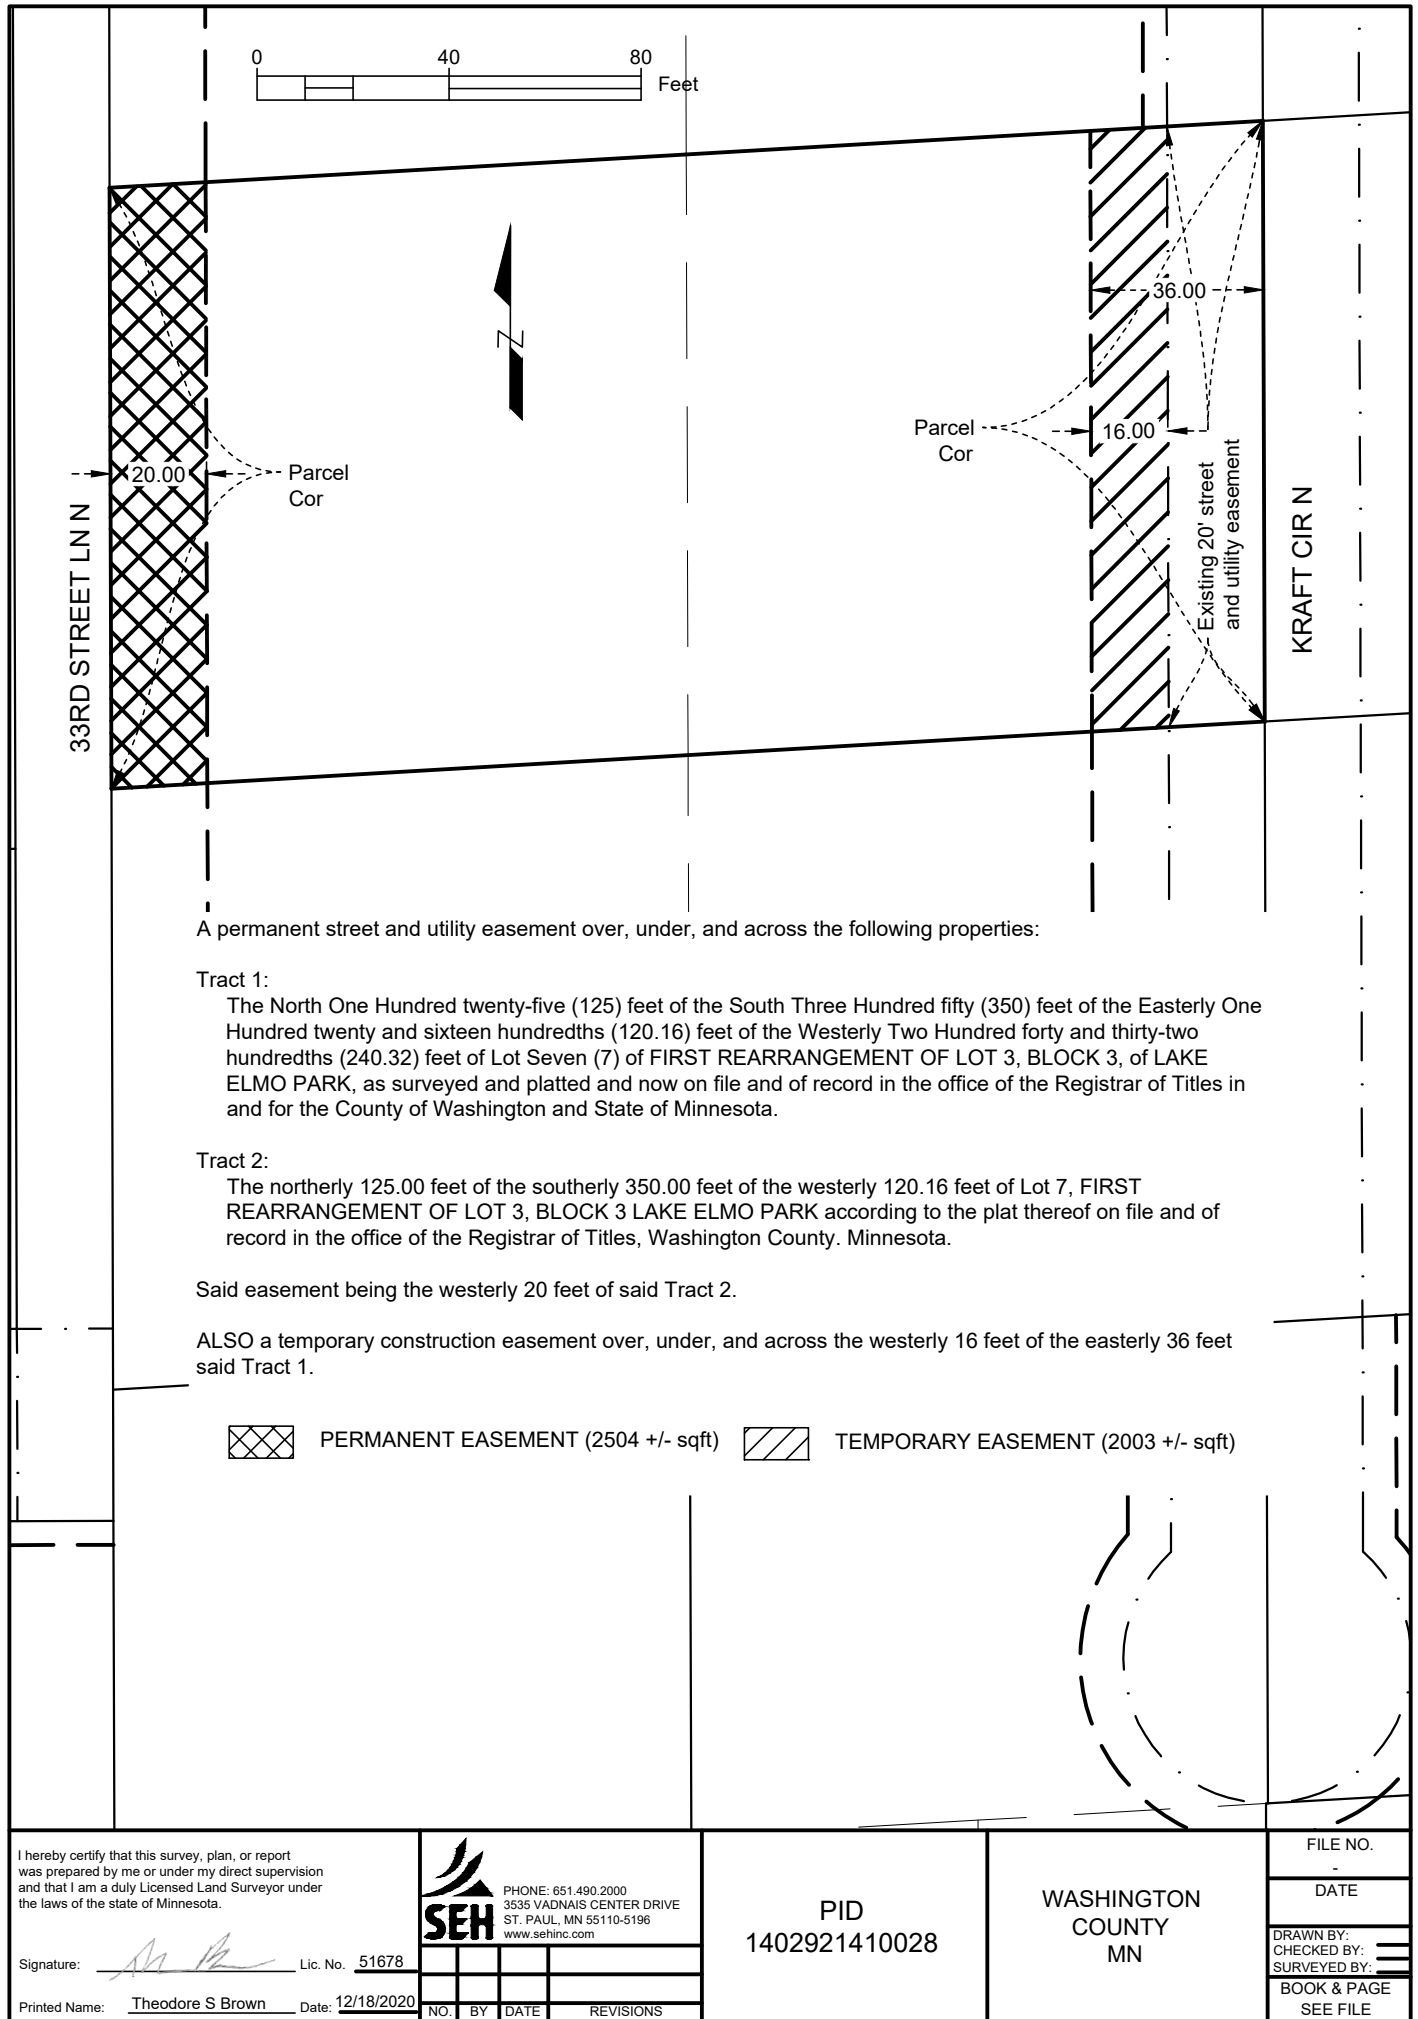 0 40 80
Feet
36.00
Parcel
Cor
16.00
20.00
Parcel
Cor
33RD STREET LN N
Existing 20' street
and utility easement
KRAFT CIR N
N
A permanent street and utility easement over, under, and across the following properties:
Tract 1:
The North One Hundred twenty-five (125) feet of the South Three Hundred fifty (350) feet of the Easterly One
Hundred twenty and sixteen hundredths (120.16) feet of the Westerly Two Hundred forty and thirty-two
hundredths (240.32) feet of Lot Seven (7) of FIRST REARRANGEMENT OF LOT 3, BLOCK 3, of LAKE
ELMO PARK, as surveyed and platted and now on file and of record in the office of the Registrar of Titles in
and for the County of Washington and State of Minnesota.
Tract 2:
The northerly 125.00 feet of the southerly 350.00 feet of the westerly 120.16 feet of Lot 7, FIRST
REARRANGEMENT OF LOT 3, BLOCK 3 LAKE ELMO PARK according to the plat thereof on file and of
record in the office of the Registrar of Titles, Washington County. Minnesota.
Said easement being the westerly 20 feet of said Tract 2.
ALSO a temporary construction easement over, under, and across the westerly 16 feet of the easterly 36 feet
said Tract 1.
PERMANENT EASEMENT (2504 +/- sqft) TEMPORARY EASEMENT (2003 +/- sqft)
I hereby certify that this survey, plan, or report
was prepared by me or under my direct supervision
and that I am a duly Licensed Land Surveyor under
the laws of the state of Minnesota.
Signature: Lic. No. 51678
Printed Name: Theodore S Brown Date: 12/18/2020
SEH
PHONE: 651.490.2000
3535 VADNAIS CENTER DRIVE
ST. PAUL, MN 55110-5196
www.sehinc.com
NO. BY DATE REVISIONS
PID
1402921410028
WASHINGTON
COUNTY
MN
FILE NO.
-
DATE
DRAWN BY:
CHECKED BY:
SURVEYED BY:
BOOK & PAGE
SEE FILE